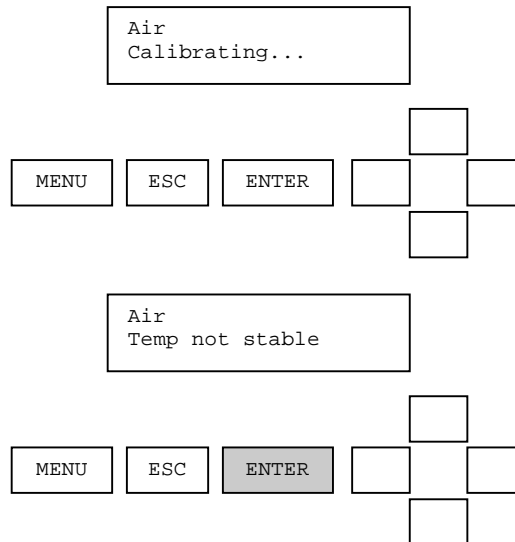 Air
Calibrating...
MENU ESC ENTER
Air
Temp not stable
MENU ESC ENTER